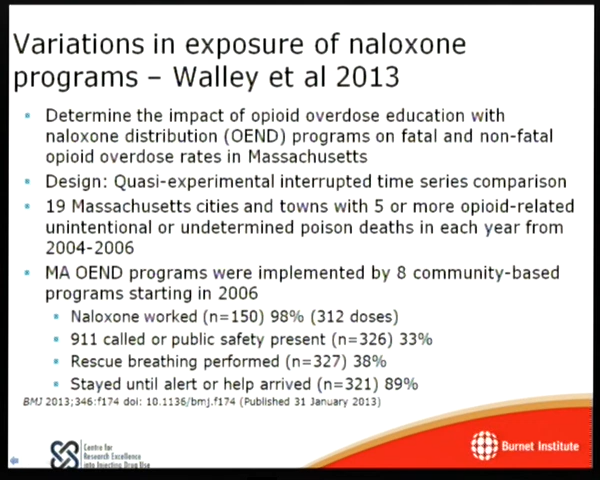 Variations in exposure of naloxone
programs – Walley et al 2013
Determine the impact of opioid overdose education with
naloxone distribution (OEND) programs on fatal and non-fatal
opioid overdose rates in Massachusetts
Design: Quasi-experimental interrupted time series comparison
19 Massachusetts cities and towns with 5 or more opioid-related
unintentional or undetermined poison deaths in each year from
2004-2006
MA OEND programs were implemented by 8 community-based
programs starting in 2006
Naloxone worked (n=150) 98% (312 doses)
911 called or public safety present (n=326) 33%
Rescue breathing performed (n=327) 38%
Stayed until alert or help arrived (n=321) 89%
BMJ 2013;346:f174 doi: 10.1136/bmj.f174 (Published 31 January 2013)
Centre for
Research Excellence
into Injecting Drug Use
Burnet Institute